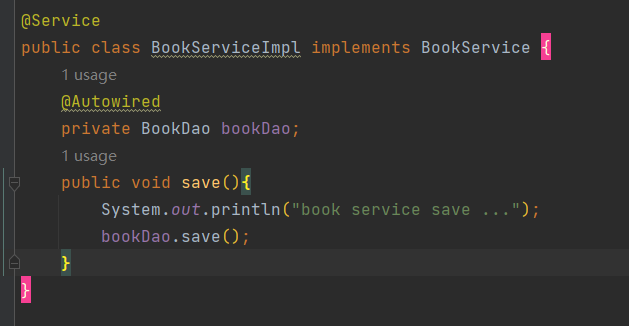 @Service
public class BookServiceImpl implements BookService {
1 usage
@Autowired
private BookDao bookDao;
1 usage
public void save(){
System.out.println("book service save ...");
bookDao.save();
}
}